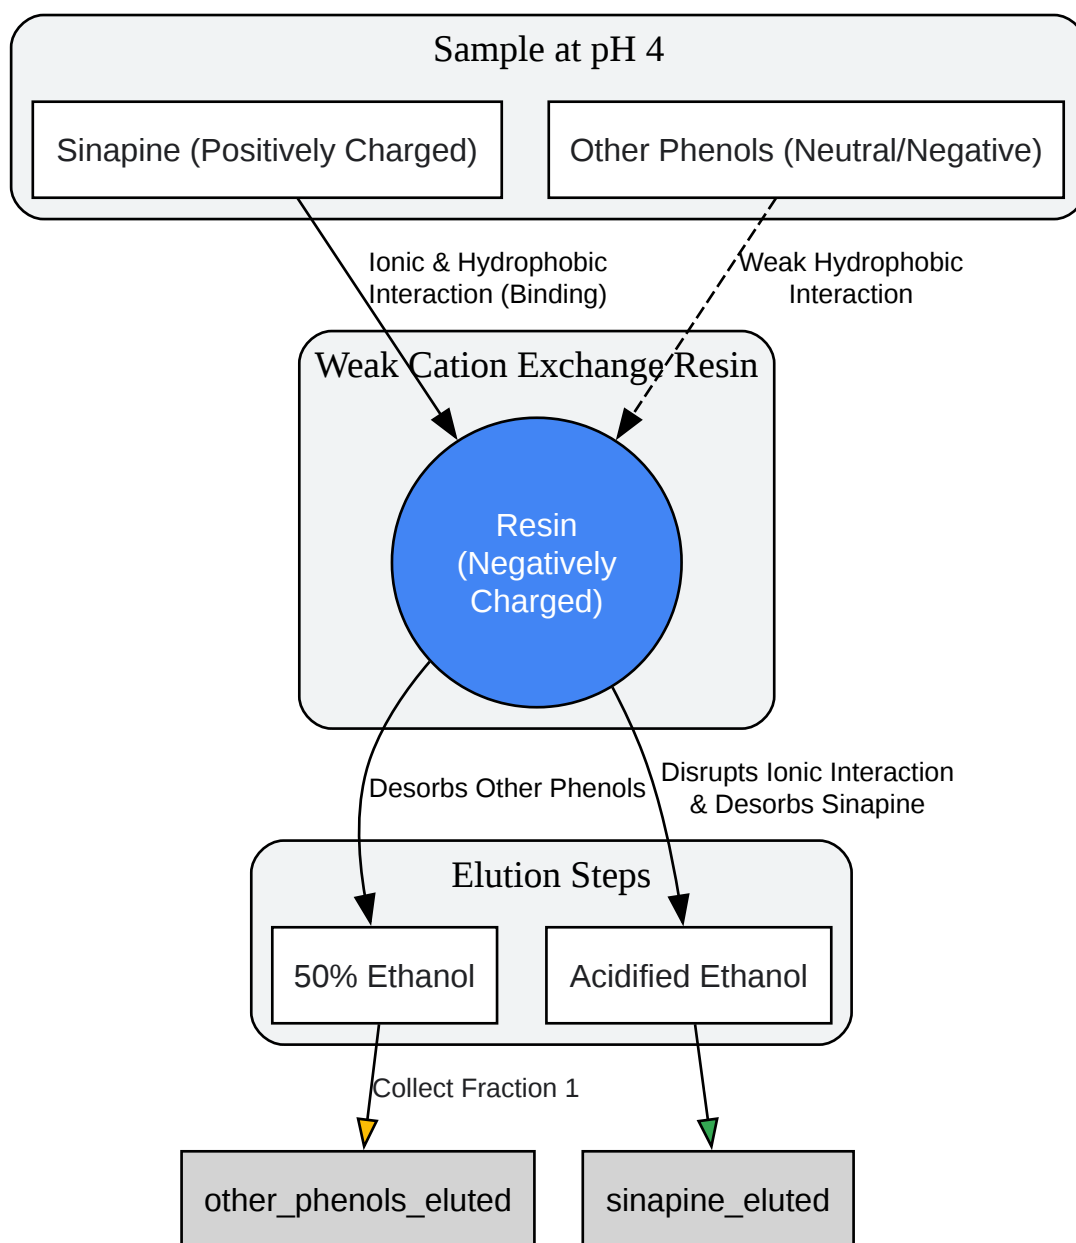 Sample at pH 4
Sinapine (Positively Charged)
Other Phenols (Neutral/Negative)
Ionic & Hydrophobic
Interaction (Binding)
Weak Hydrophobic
Interaction
Weak Cation Exchange Resin
Resin
(Negatively
Charged)
Desorbs Other Phenols
Disrupts Ionic Interaction
& Desorbs Sinapine
Elution Steps
50% Ethanol
Acidified Ethanol
Collect Fraction 1
other_phenols_eluted
sinapine_eluted